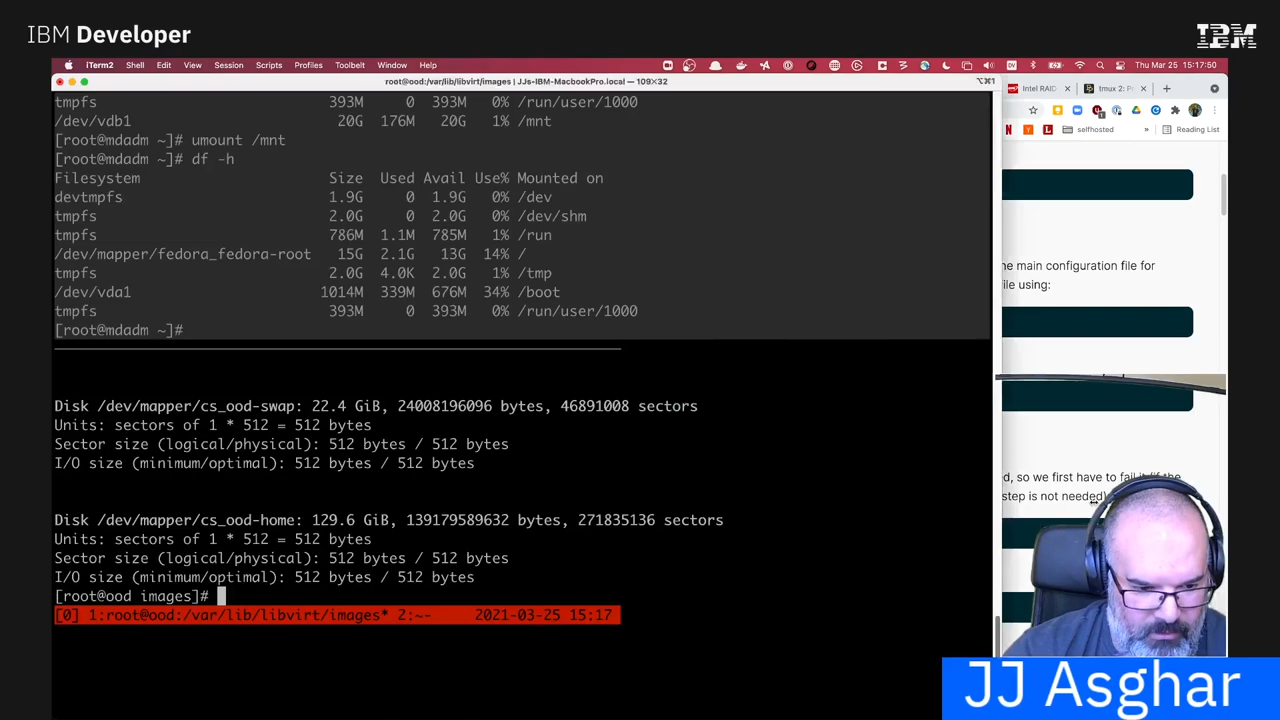 IBM Developer
IBM
iTerm2 Shell Edit View Session Scripts Profiles Toolbelt Window Help
Thu Mar 25 15:17:50
root@ood:/var/lib/libvirt/images | JJs-IBM-MacbookPro.local — 109×32
⌥⌘1
Intel RAID
tmux 2: P
selfhosted
Reading List
tmpfs 393M 0 393M 0% /run/user/1000
/dev/vdb1 20G 176M 20G 1% /mnt
[root@mdadm ~]# umount /mnt
[root@mdadm ~]# df -h
Filesystem Size Used Avail Use% Mounted on
devtmpfs 1.9G 0 1.9G 0% /dev
tmpfs 2.0G 0 2.0G 0% /dev/shm
tmpfs 786M 1.1M 785M 1% /run
/dev/mapper/fedora_fedora-root 15G 2.1G 13G 14% /
tmpfs 2.0G 4.0K 2.0G 1% /tmp
/dev/vda1 1014M 339M 676M 34% /boot
tmpfs 393M 0 393M 0% /run/user/1000
[root@mdadm ~]#
Disk /dev/mapper/cs_ood-swap: 22.4 GiB, 24008196096 bytes, 46891008 sectors
Units: sectors of 1 * 512 = 512 bytes
Sector size (logical/physical): 512 bytes / 512 bytes
I/O size (minimum/optimal): 512 bytes / 512 bytes
Disk /dev/mapper/cs_ood-home: 129.6 GiB, 139179589632 bytes, 271835136 sectors
Units: sectors of 1 * 512 = 512 bytes
Sector size (logical/physical): 512 bytes / 512 bytes
I/O size (minimum/optimal): 512 bytes / 512 bytes
[root@ood images]#
[0] 1:root@ood:/var/lib/libvirt/images* 2:~~ 2021-03-25 15:17
he main configuration file for
ile using:
d, so we first have to fail it (if the
step is not needed)
JJ Asghar